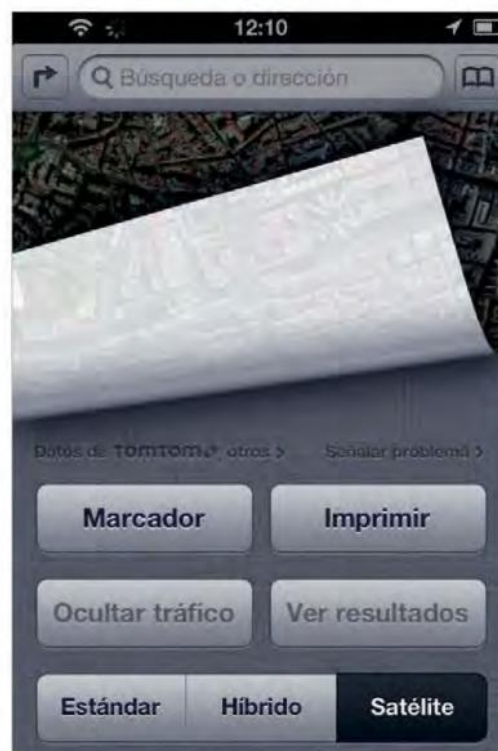 12:10
Búsqueda o dirección
Datos de TomTom, otros > Señalar problema >
Marcador Imprimir
Ocultar tráfico Ver resultados
Estándar Híbrido Satélite